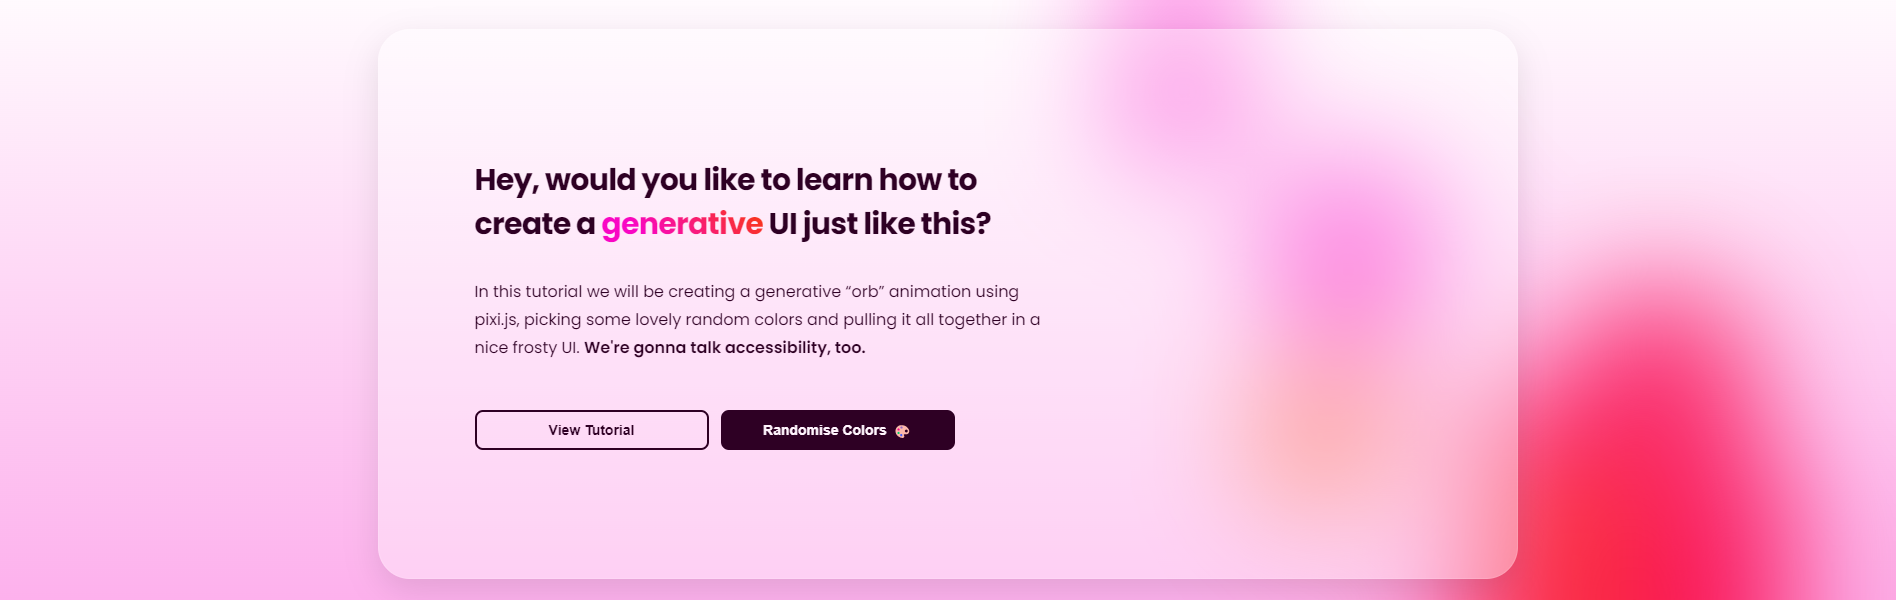 Hey, would you like to learn how to
create a generative UI just like this?
In this tutorial we will be creating a generative “orb” animation using
pixi.js, picking some lovely random colors and pulling it all together in a
nice frosty UI. We're gonna talk accessibility, too.
View Tutorial
Randomise Colors 🎨